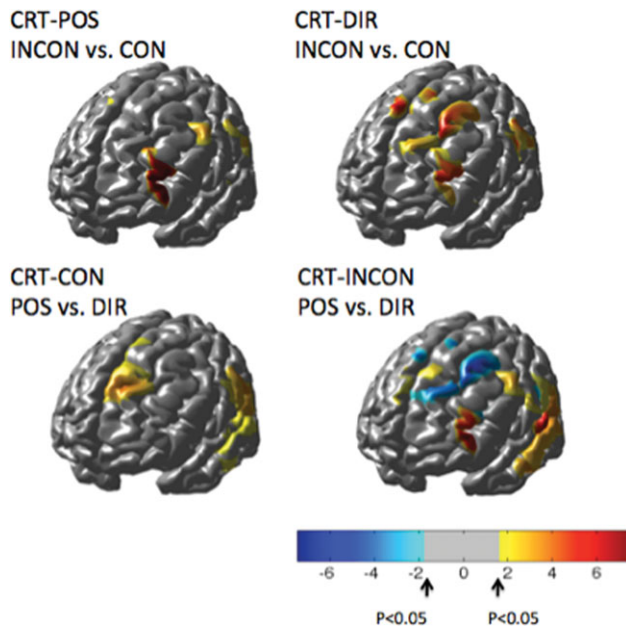 CRT-POS
INCON vs. CON
CRT-DIR
INCON vs. CON
CRT-CON
POS vs. DIR
CRT-INCON
POS vs. DIR
-6 -4 -2 0 2 4 6
P<0.05 P<0.05